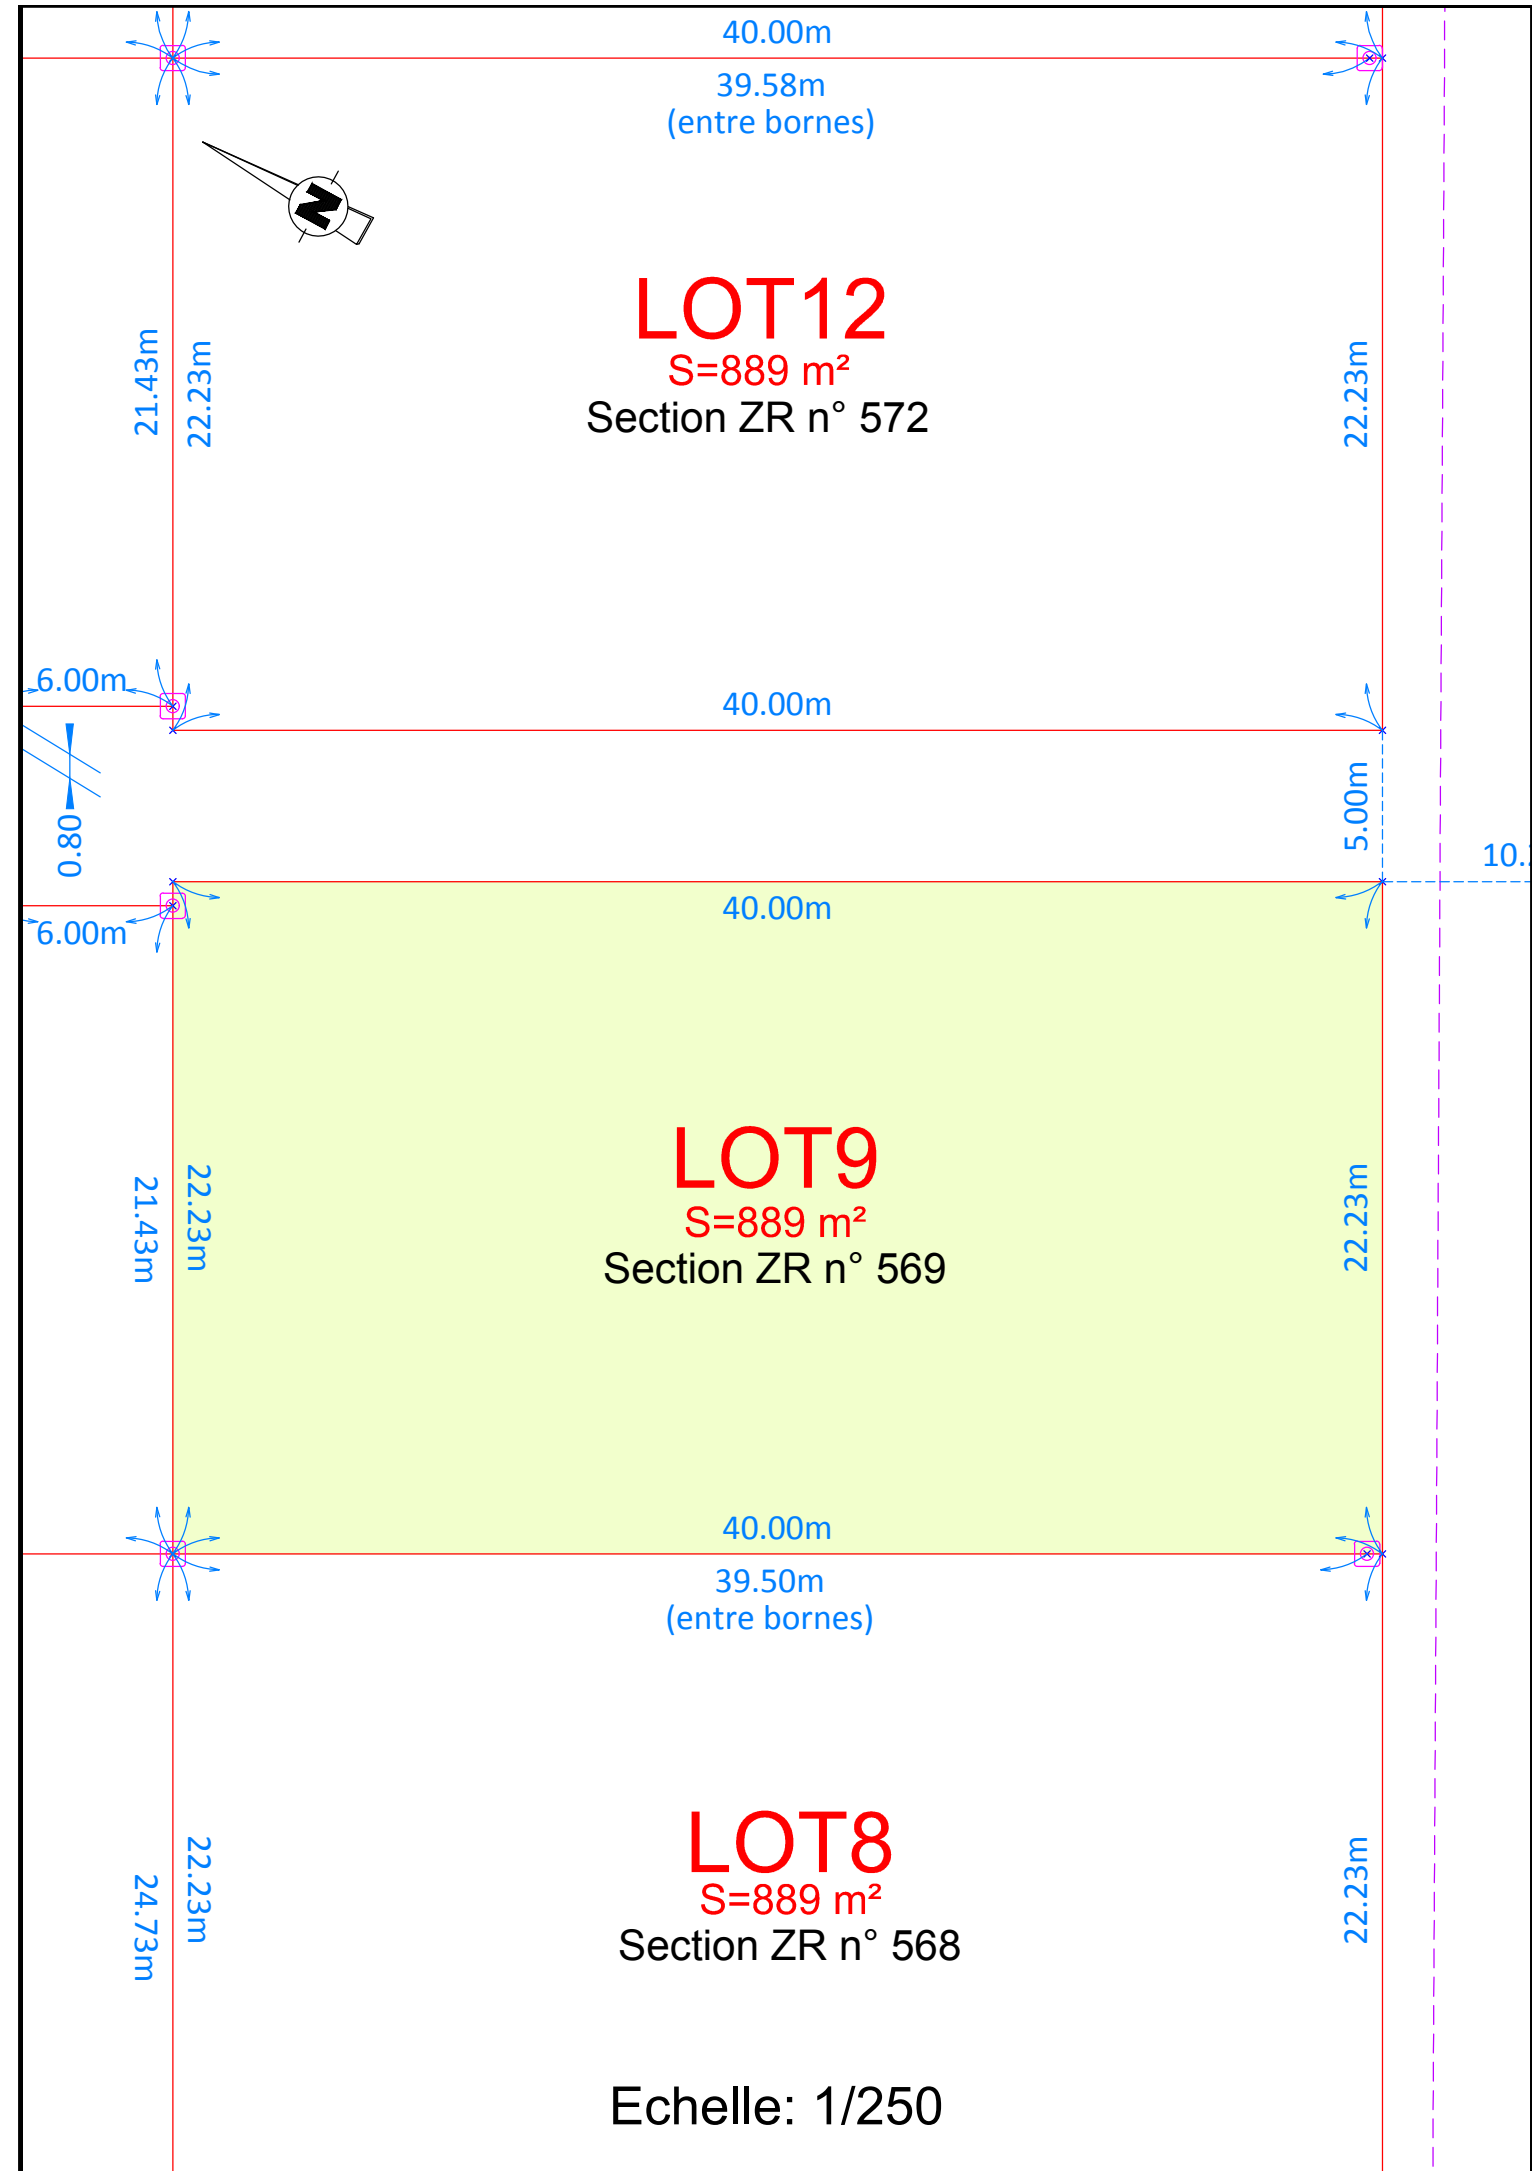 40.00m
39.58m
(entre bornes)
N
LOT12
S=889 m²
Section ZR n° 572
21.43m
22.23m
22.23m
6.00m
40.00m
0.80
5.00m
10.
6.00m
40.00m
LOT9
S=889 m²
Section ZR n° 569
21.43m
22.23m
22.23m
40.00m
39.50m
(entre bornes)
LOT8
S=889 m²
Section ZR n° 568
24.73m
22.23m
22.23m
Echelle: 1/250